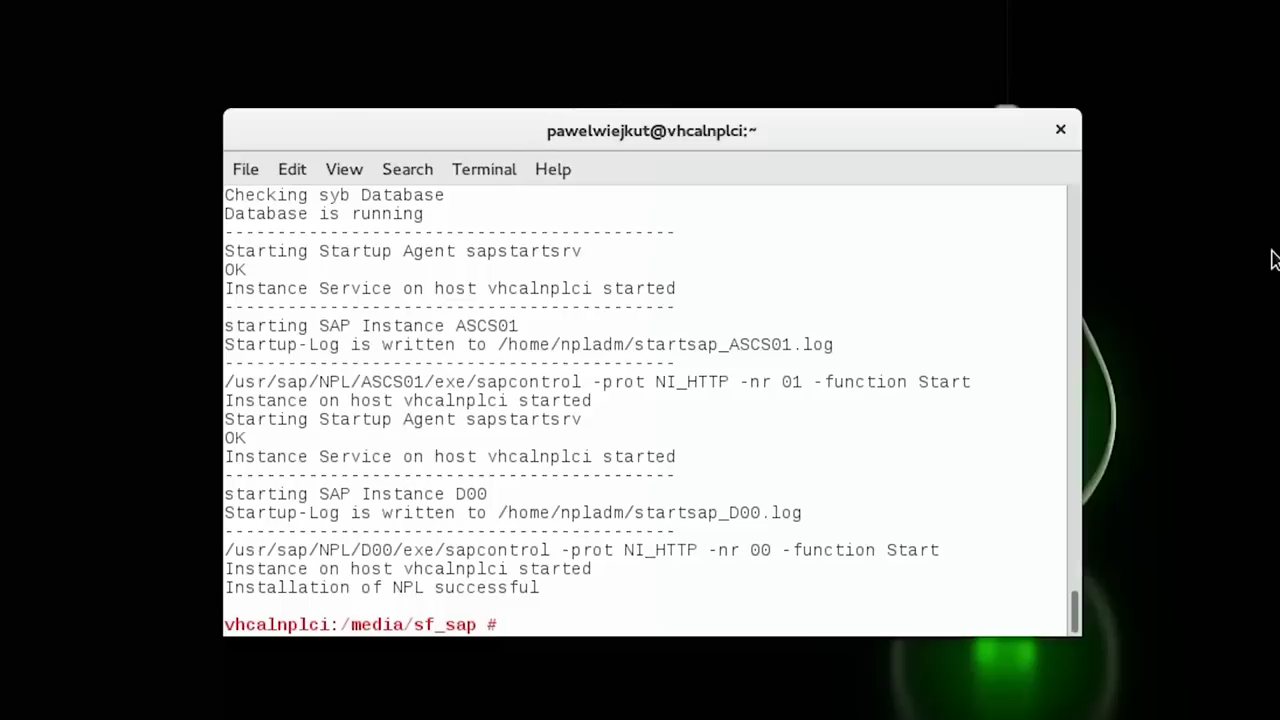 pawelwiejkut@vhcalnplci:~
×
File Edit View Search Terminal Help
Checking syb Database
Database is running
-------------------------------------------
Starting Startup Agent sapstartsrv
OK
Instance Service on host vhcalnplci started
-------------------------------------------
starting SAP Instance ASCS01
Startup-Log is written to /home/npladm/startsap_ASCS01.log
-------------------------------------------
/usr/sap/NPL/ASCS01/exe/sapcontrol -prot NI_HTTP -nr 01 -function Start
Instance on host vhcalnplci started
Starting Startup Agent sapstartsrv
OK
Instance Service on host vhcalnplci started
-------------------------------------------
starting SAP Instance D00
Startup-Log is written to /home/npladm/startsap_D00.log
-------------------------------------------
/usr/sap/NPL/D00/exe/sapcontrol -prot NI_HTTP -nr 00 -function Start
Instance on host vhcalnplci started
Installation of NPL successful
vhcalnplci:/media/sf_sap #